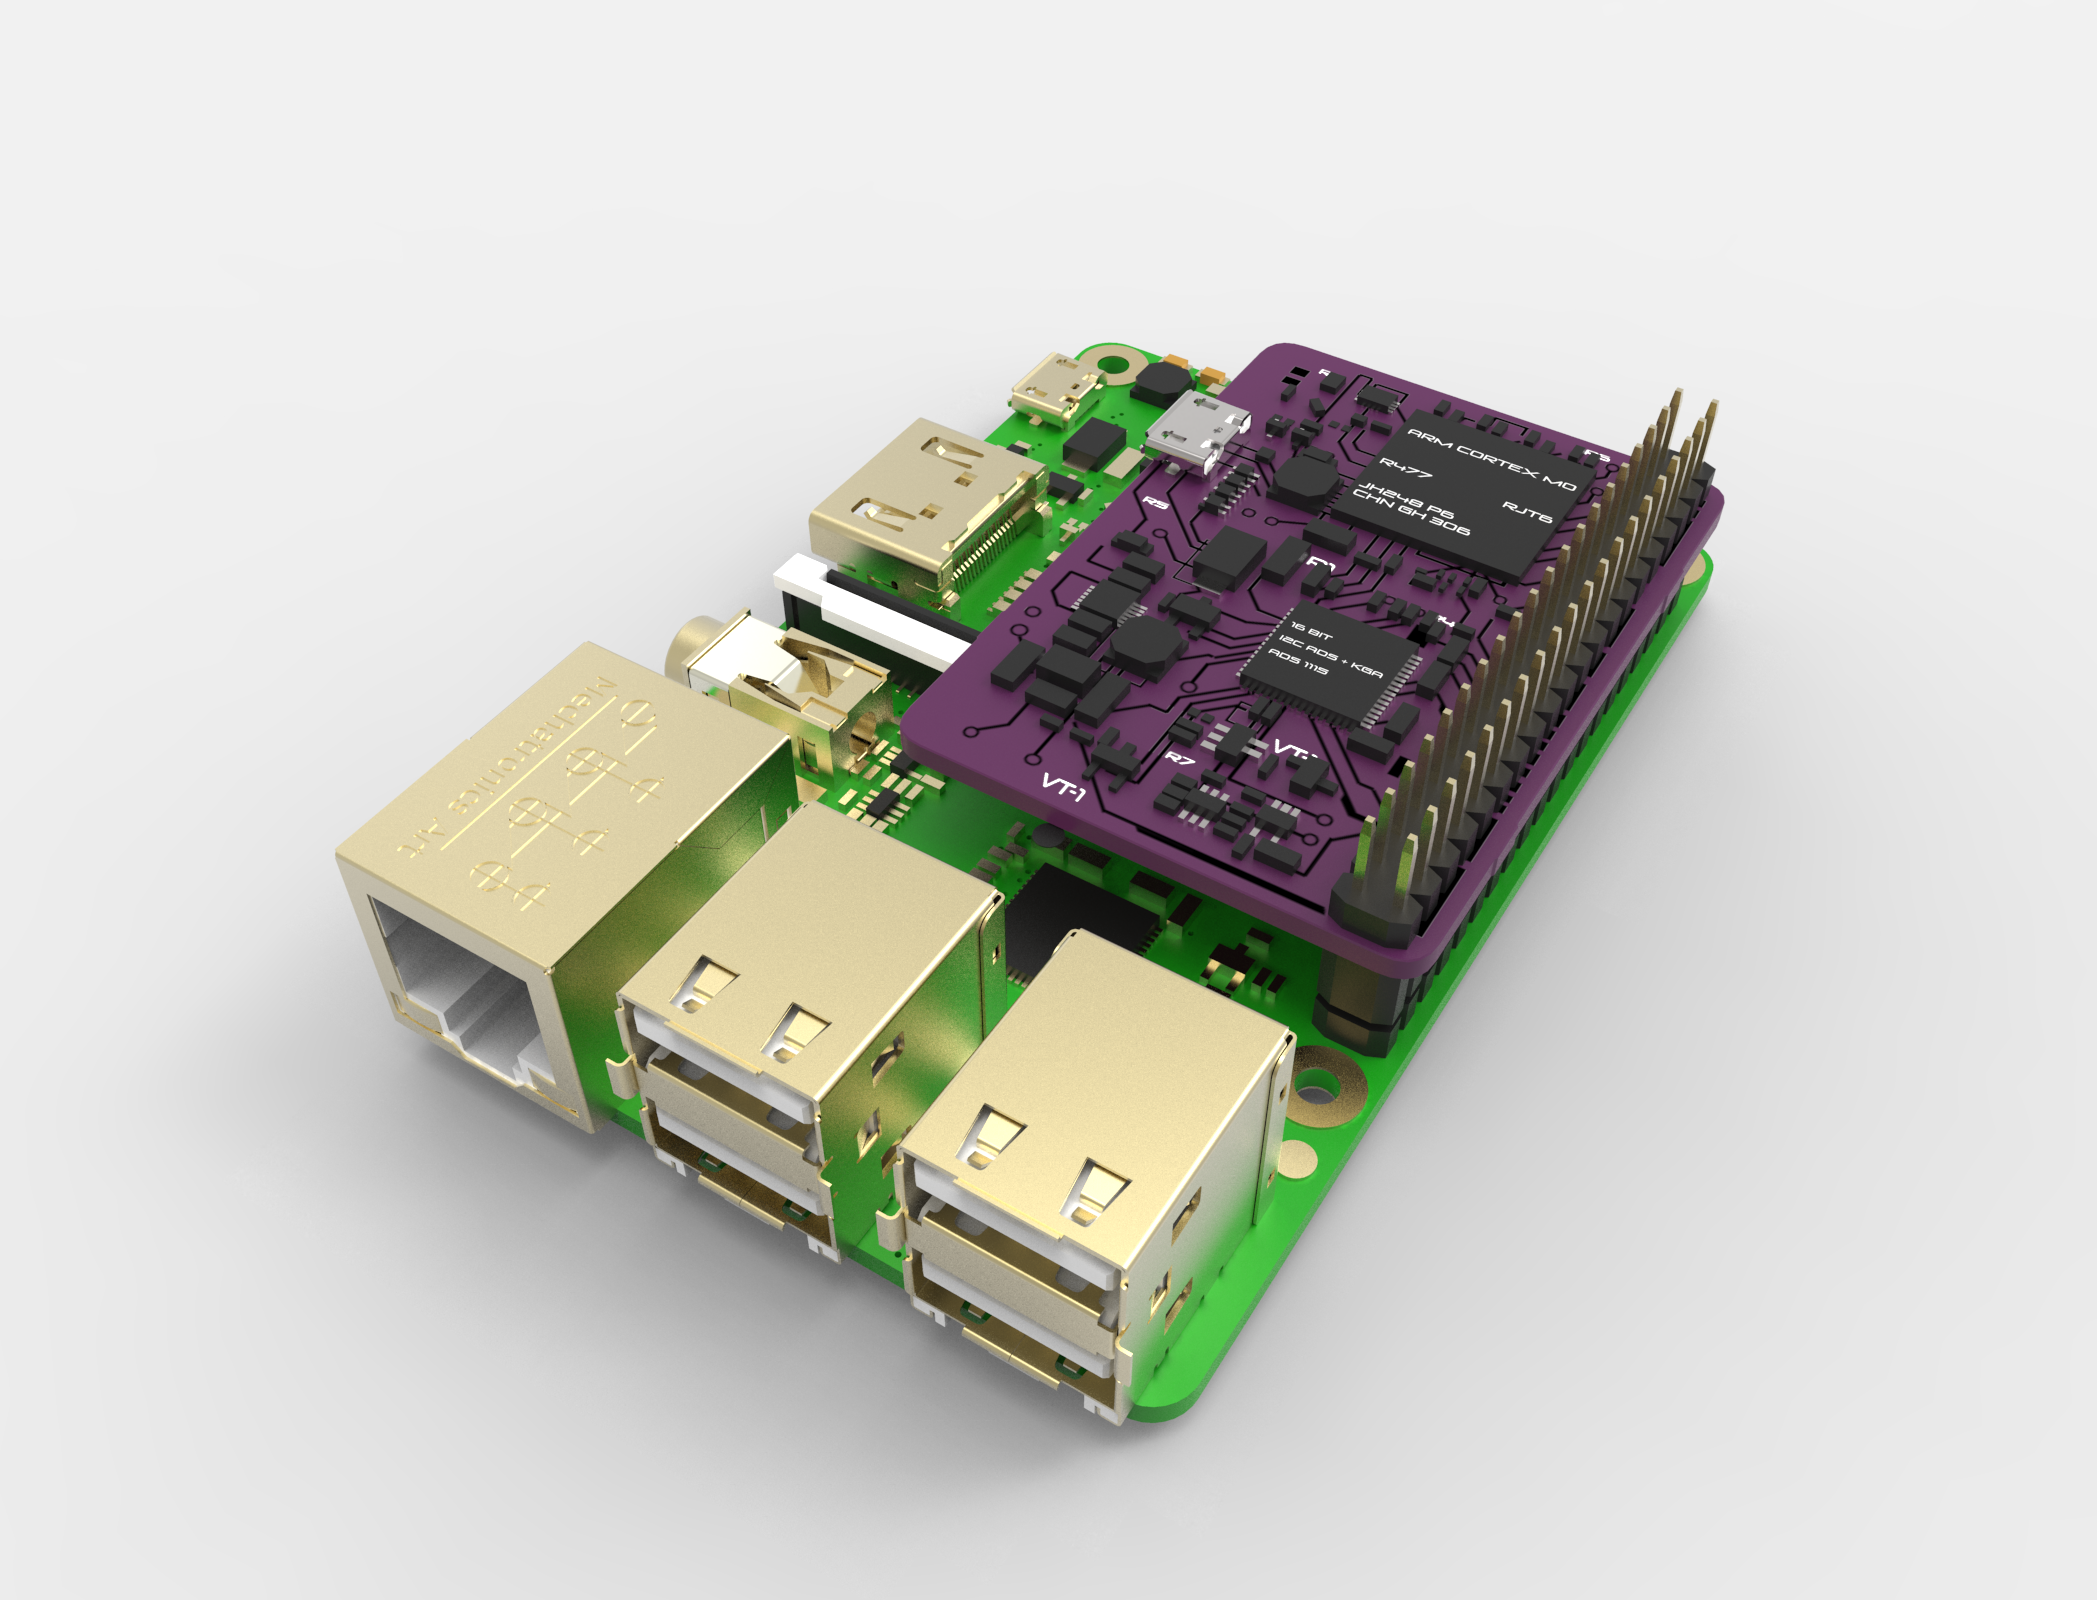 ARM CORTEX M0
R477
RJT6
JH248 P6
CHN GH 306
R5
16 BIT
I2C ADS + KGA
ADS 1115
R7
VT-1
Mechatronics Art